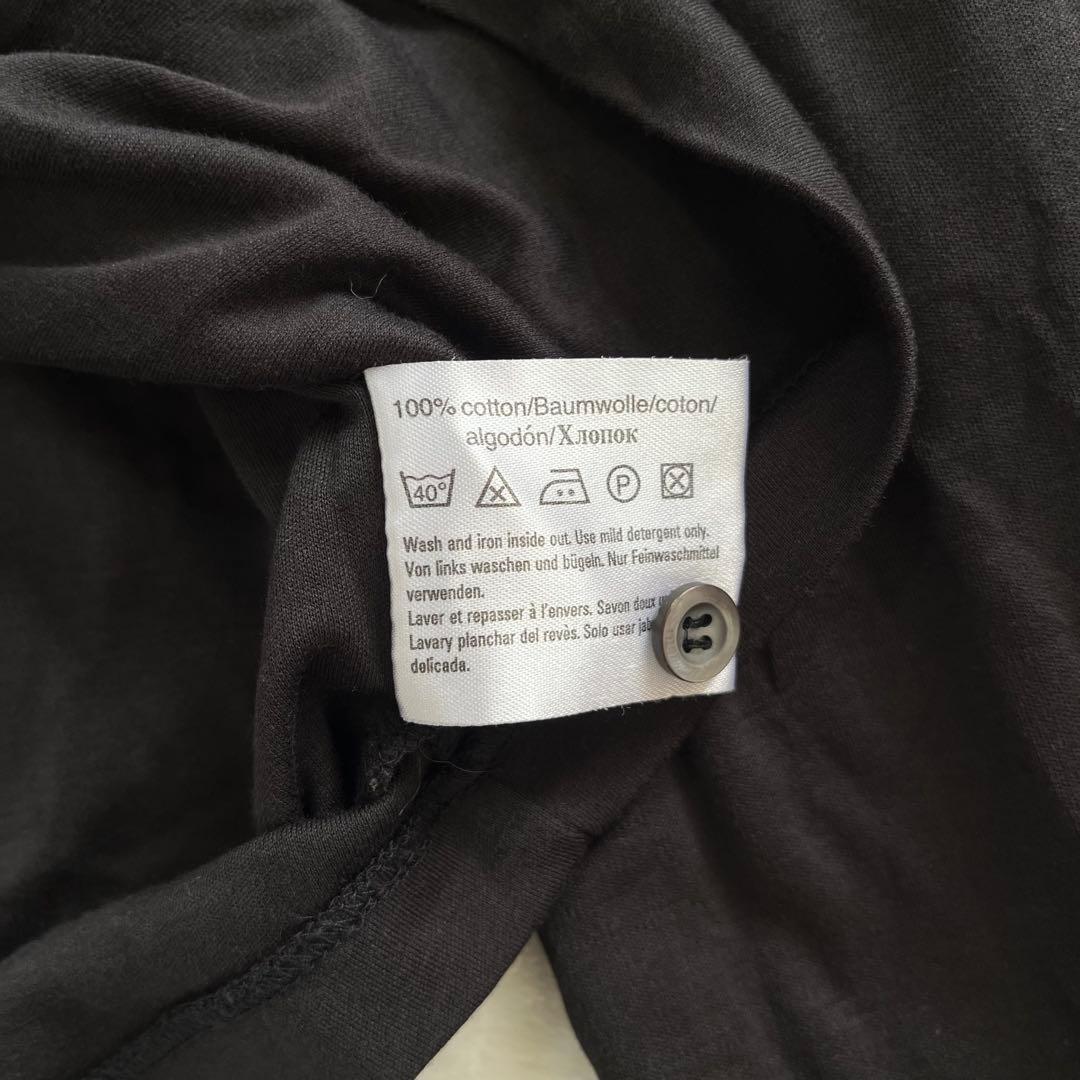 100% cotton/Baumwolle/coton/
algodón/Хлопок
40°
P
Wash and iron inside out. Use mild detergent only.
Von links waschen und bügeln. Nur Feinwaschmittel
verwenden.
Laver et repasser à l'envers. Savon doux
Lavary planchar del revès. Solo usar
delicada.